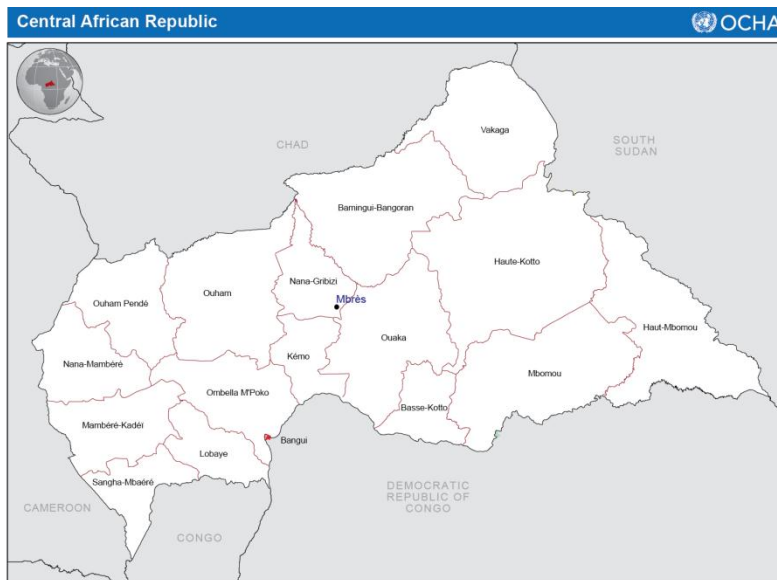 Central African Republic
OCHA
Vakaga
CHAD
SOUTH
SUDAN
Bamingui-Bangoran
Haute-Kotto
Nana-Gribizi
Ouham
Mbrès
Ouham Pendé
Haut-Mbomou
Ouaka
Kémo
Nana-Mambéré
Mbomou
Ombella M'Poko
Basse-Kotto
Mambéré-Kadéï
Bangui
Lobaye
Sangha-Mbaéré
DEMOCRATIC
REPUBLIC OF
CONGO
CAMEROON
CONGO